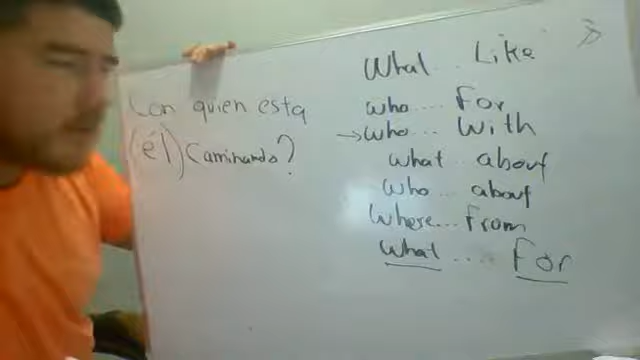 Con quien esta
(él) Caminando?
What .. Like
who .... For
→ who ... With
what .. about
who .. about
where ... From
what .... For